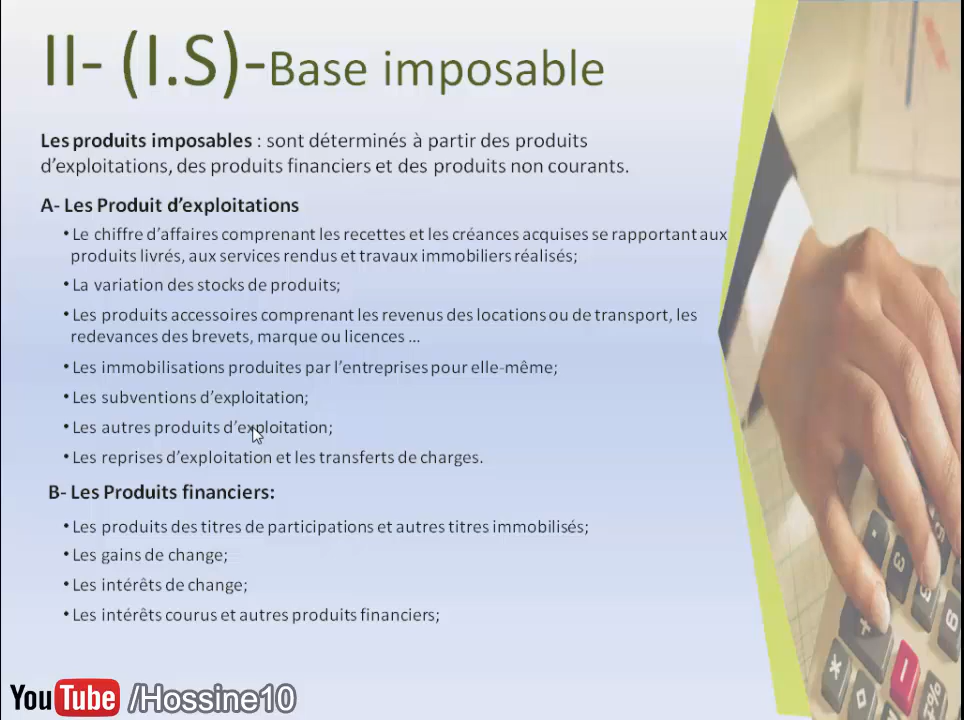 II- (I.S)-Base imposable
Les produits imposables : sont déterminés à partir des produits
d'exploitations, des produits financiers et des produits non courants.
A- Les Produit d'exploitations
• Le chiffre d'affaires comprenant les recettes et les créances acquises se rapportant aux
produits livrés, aux services rendus et travaux immobiliers réalisés;
• La variation des stocks de produits;
• Les produits accessoires comprenant les revenus des locations ou de transport, les
redevances des brevets, marque ou licences ...
• Les immobilisations produites par l'entreprises pour elle-même;
• Les subventions d'exploitation;
• Les autres produits d'exploitation;
• Les reprises d'exploitation et les transferts de charges.
B- Les Produits financiers:
• Les produits des titres de participations et autres titres immobilisés;
• Les gains de change;
• Les intérêts de change;
• Les intérêts courus et autres produits financiers;
YouTube /Hossine10